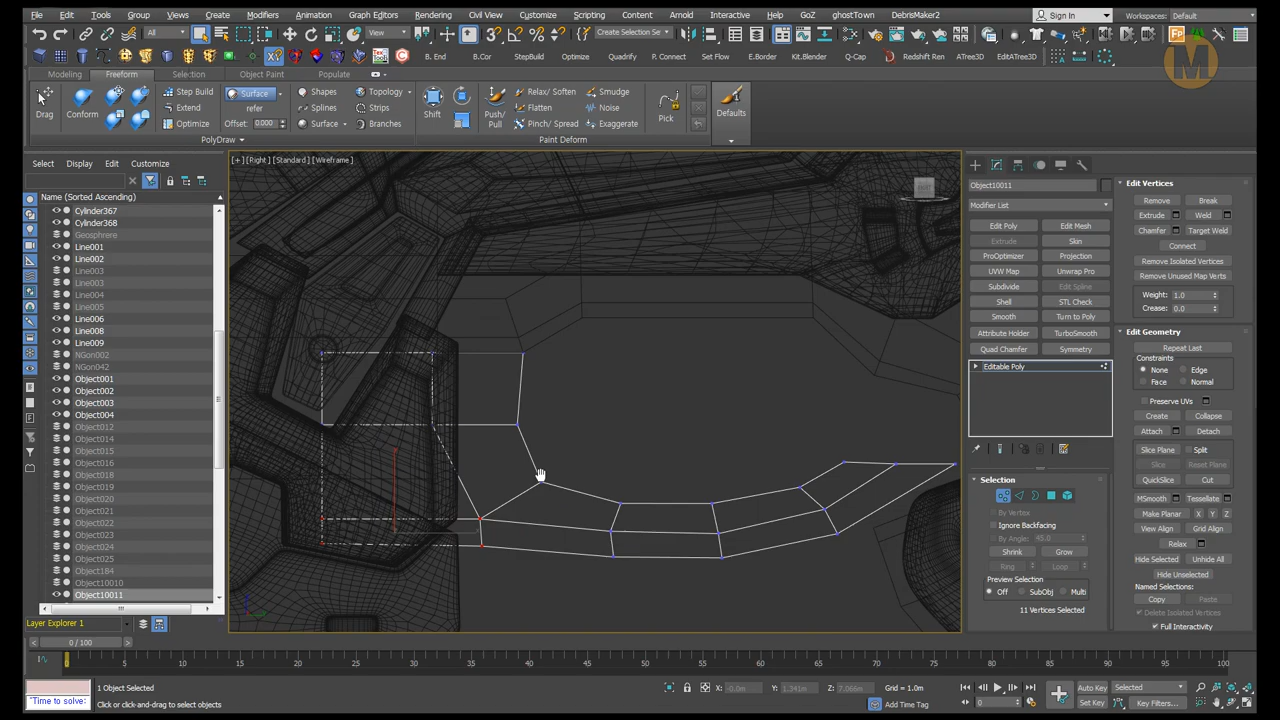 File Edit Tools Group Views Create Modifiers Animation Graph Editors Rendering Civil View Customize Scripting Content Arnold Interactive Help GoZ ghostTown DebrisMaker2 Sign In Workspaces: Default
All View Create Selection Se Fp
B. End B.Cor StepBuild Optimize Quadrify P. Connect Set Flow E.Border Kit.Blender Q-Cap Redshift Ren ATree3D EditATree3D
Modeling Freeform Selection Object Paint Populate
Drag Conform Step Build Extend Optimize Surface refer Offset: 0.000 Shapes Splines Surface Topology Strips Branches Shift Push/Pull Relax/ Soften Flatten Pinch/ Spread Smudge Noise Exaggerate Pick Defaults
PolyDraw Paint Deform
Select Display Edit Customize
[+] [Right] [Standard] [Wireframe]
Name (Sorted Ascending)
Cylinder367
Cylinder368
Geosphere
Line001
Line002
Line003
Line003
Line004
Line005
Line006
Line008
Line009
NGon002
NGon042
Object001
Object002
Object003
Object004
Object012
Object014
Object015
Object016
Object018
Object019
Object020
Object021
Object022
Object023
Object024
Object025
Object184
Object10010
Object10011
Layer Explorer 1
Object10011
Modifier List
Edit Poly Edit Mesh
Extrude Skin
ProOptimizer Projection
UVW Map Unwrap Pro
Subdivide Edit Spline
Shell STL Check
Smooth Turn to Poly
Attribute Holder TurboSmooth
Quad Chamfer Symmetry
Editable Poly
Selection
By Vertex
Ignore Backfacing
By Angle: 45.0
Shrink Grow
Ring Loop
Preview Selection
Off SubObj Multi
11 Vertices Selected
Edit Vertices
Remove Break
Extrude Weld
Chamfer Target Weld
Connect
Remove Isolated Vertices
Remove Unused Map Verts
Weight: 1.0
Crease: 0.0
Edit Geometry
Repeat Last
Constraints
None Edge
Face Normal
Preserve UVs
Create Collapse
Attach Detach
Slice Plane Split
Slice Reset Plane
QuickSlice Cut
MSmooth Tessellate
Make Planar X Y Z
View Align Grid Align
Relax
Hide Selected Unhide All
Hide Unselected
Named Selections:
Copy Paste
Delete Isolated Vertices
Full Interactivity
0 / 100
0 5 10 15 20 25 30 35 40 45 50 55 60 65 70 75 80 85 90 95 100
1 Object Selected
X: -0.0m Y: 1.341m Z: 7.066m Grid = 1.0m
Auto Key Selected
"Time to solve: Click or click-and-drag to select objects
Add Time Tag
0 Set Key Key Filters...